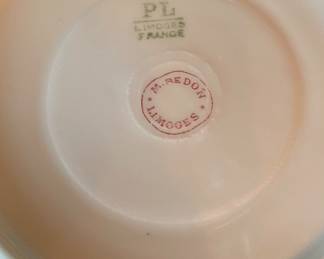 PL
LIMOGES
FRANCE
M. REDON
* LIMOGES *